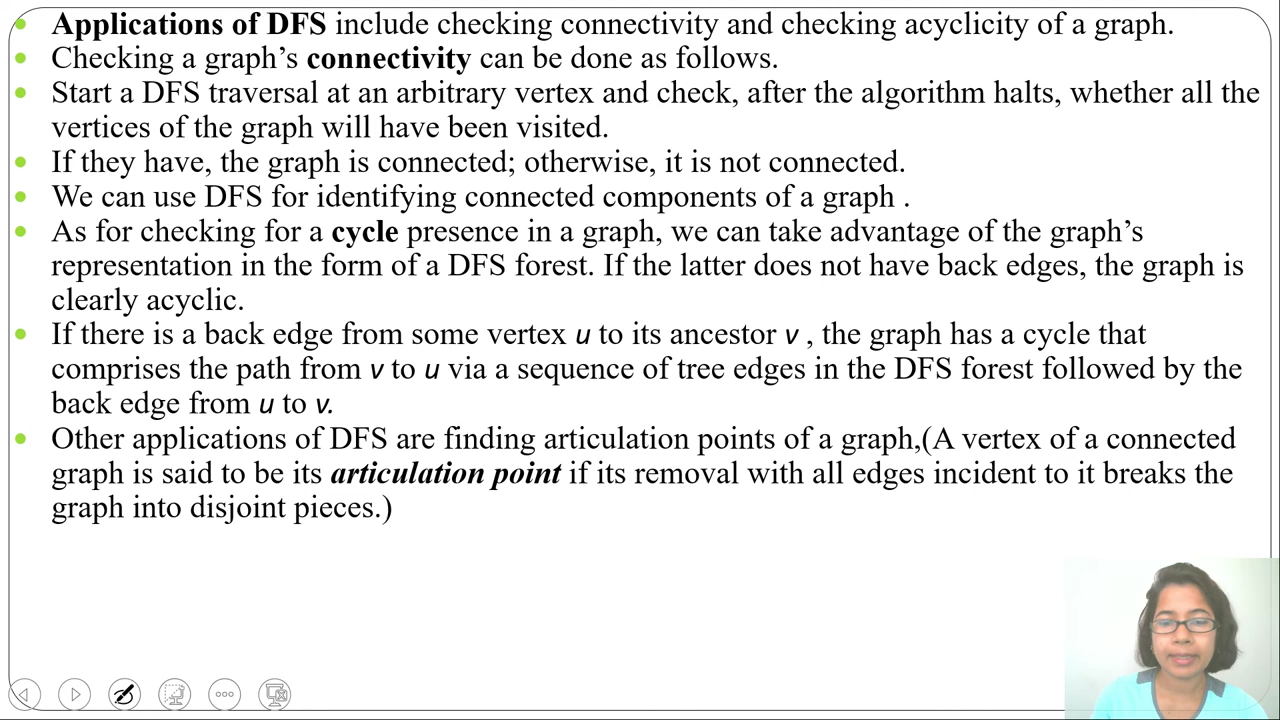 Applications of DFS include checking connectivity and checking acyclicity of a graph.
Checking a graph’s connectivity can be done as follows.
Start a DFS traversal at an arbitrary vertex and check, after the algorithm halts, whether all the
vertices of the graph will have been visited.
If they have, the graph is connected; otherwise, it is not connected.
We can use DFS for identifying connected components of a graph .
As for checking for a cycle presence in a graph, we can take advantage of the graph’s
representation in the form of a DFS forest. If the latter does not have back edges, the graph is
clearly acyclic.
If there is a back edge from some vertex u to its ancestor v , the graph has a cycle that
comprises the path from v to u via a sequence of tree edges in the DFS forest followed by the
back edge from u to v.
Other applications of DFS are finding articulation points of a graph,(A vertex of a connected
graph is said to be its articulation point if its removal with all edges incident to it breaks the
graph into disjoint pieces.)